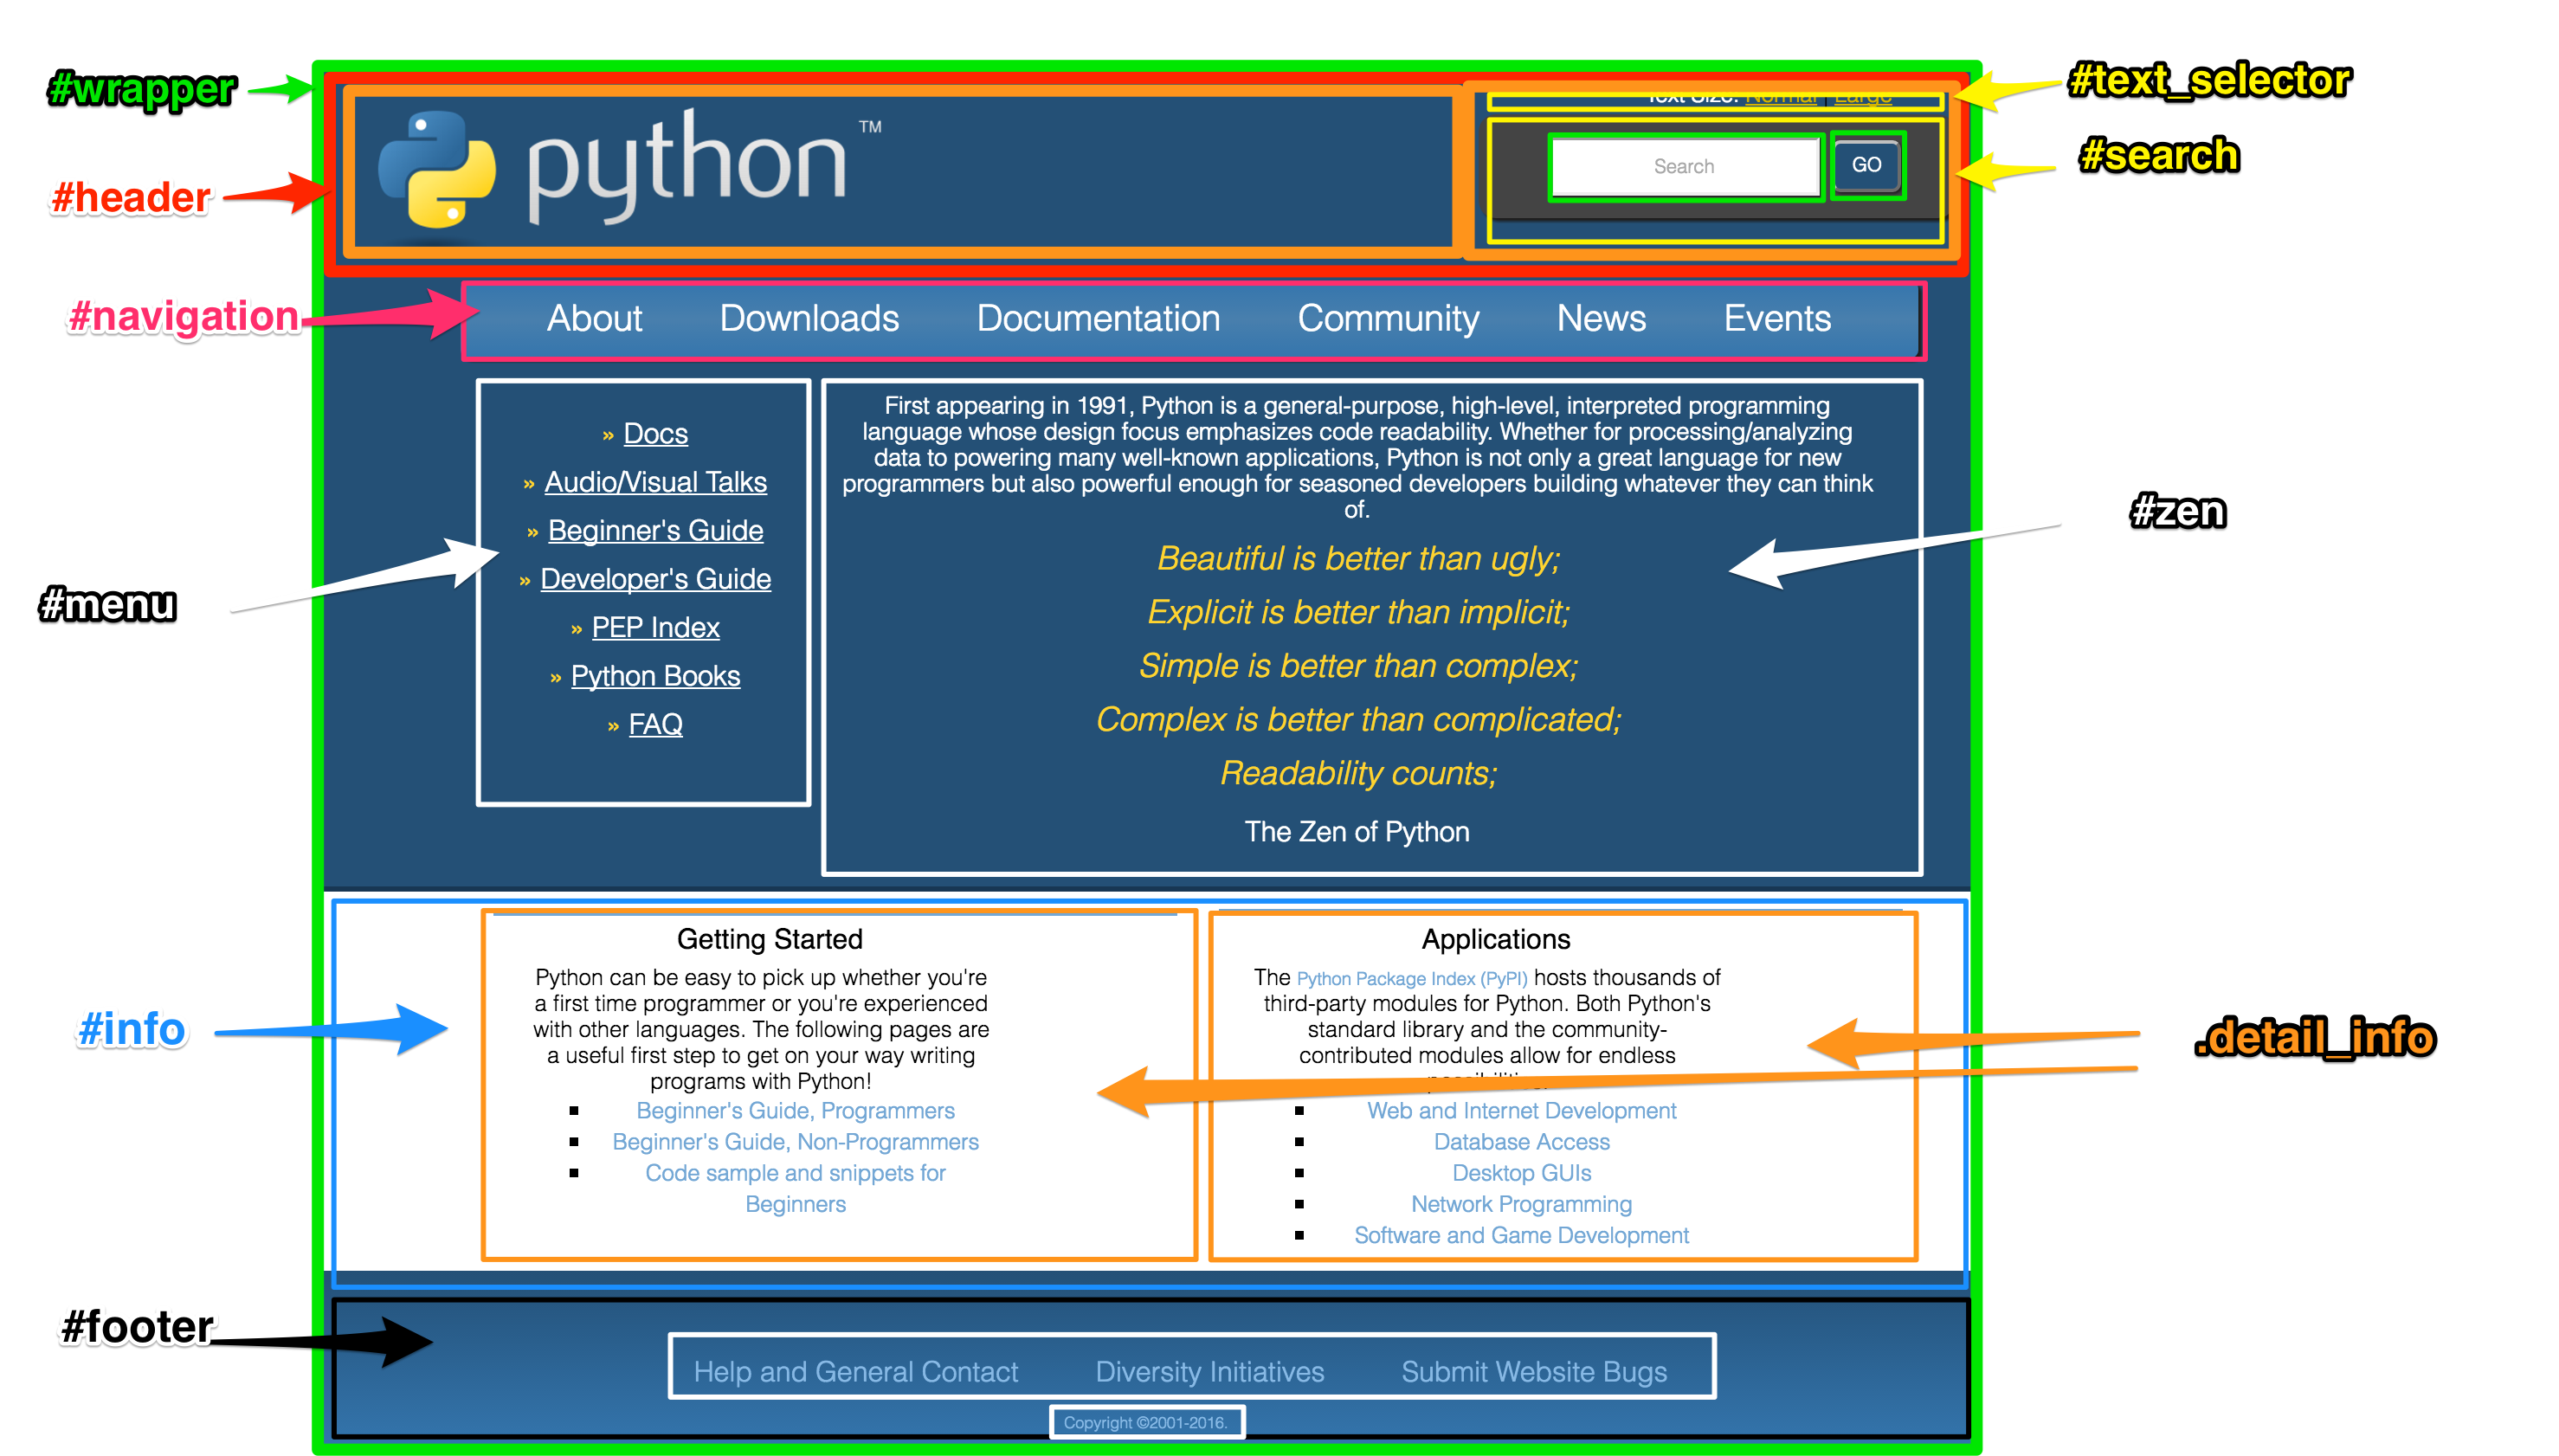 #wrapper
#header
#navigation
#menu
#info
#footer
#text_selector
#search
#zen
.detail_info
python™
Text Size: Normal | Large
Search
GO
About Downloads Documentation Community News Events
» Docs
» Audio/Visual Talks
» Beginner's Guide
» Developer's Guide
» PEP Index
» Python Books
» FAQ
First appearing in 1991, Python is a general-purpose, high-level, interpreted programming
language whose design focus emphasizes code readability. Whether for processing/analyzing
data to powering many well-known applications, Python is not only a great language for new
programmers but also powerful enough for seasoned developers building whatever they can think
of.
Beautiful is better than ugly;
Explicit is better than implicit;
Simple is better than complex;
Complex is better than complicated;
Readability counts;
The Zen of Python
Getting Started
Python can be easy to pick up whether you're
a first time programmer or you're experienced
with other languages. The following pages are
a useful first step to get on your way writing
programs with Python!
Beginner's Guide, Programmers
Beginner's Guide, Non-Programmers
Code sample and snippets for
Beginners
Applications
The Python Package Index (PyPI) hosts thousands of
third-party modules for Python. Both Python's
standard library and the community-
contributed modules allow for endless
Web and Internet Development
Database Access
Desktop GUIs
Network Programming
Software and Game Development
Help and General Contact Diversity Initiatives Submit Website Bugs
Copyright ©2001-2016.